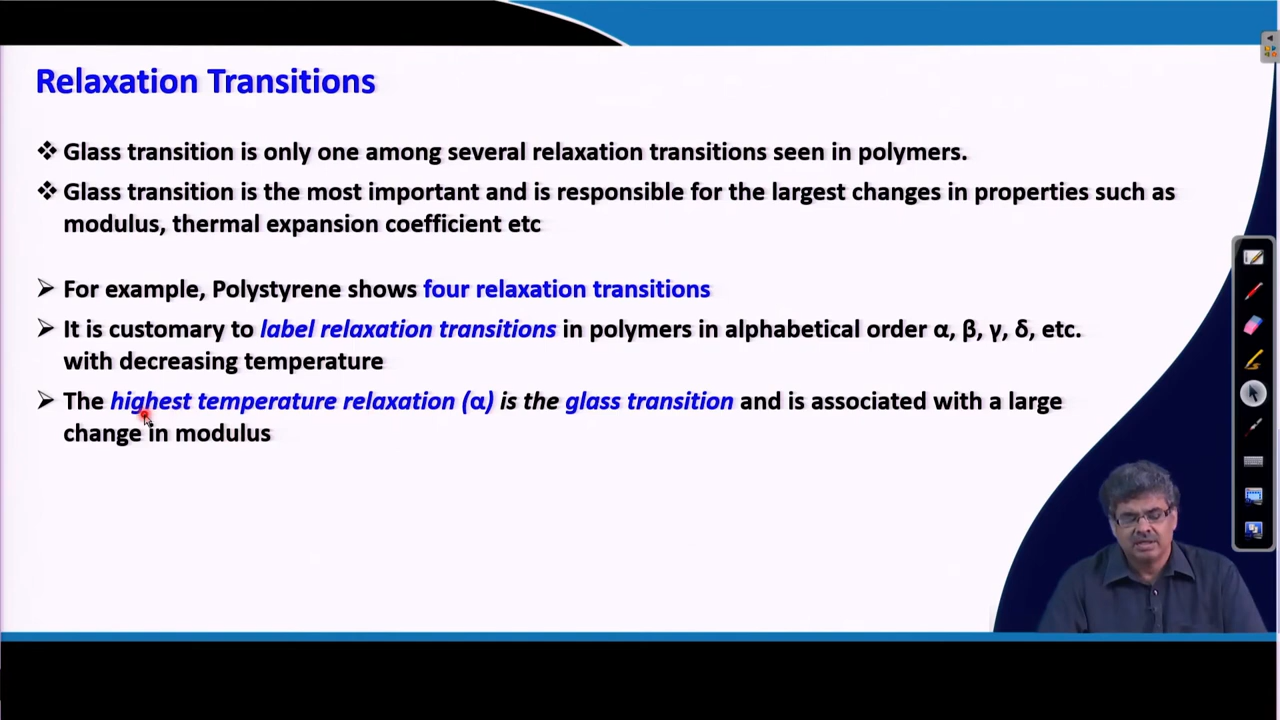 Relaxation Transitions
❖ Glass transition is only one among several relaxation transitions seen in polymers.
❖ Glass transition is the most important and is responsible for the largest changes in properties such as
modulus, thermal expansion coefficient etc
➢ For example, Polystyrene shows four relaxation transitions
➢ It is customary to label relaxation transitions in polymers in alphabetical order α, β, γ, δ, etc.
with decreasing temperature
➢ The highest temperature relaxation (α) is the glass transition and is associated with a large
change in modulus